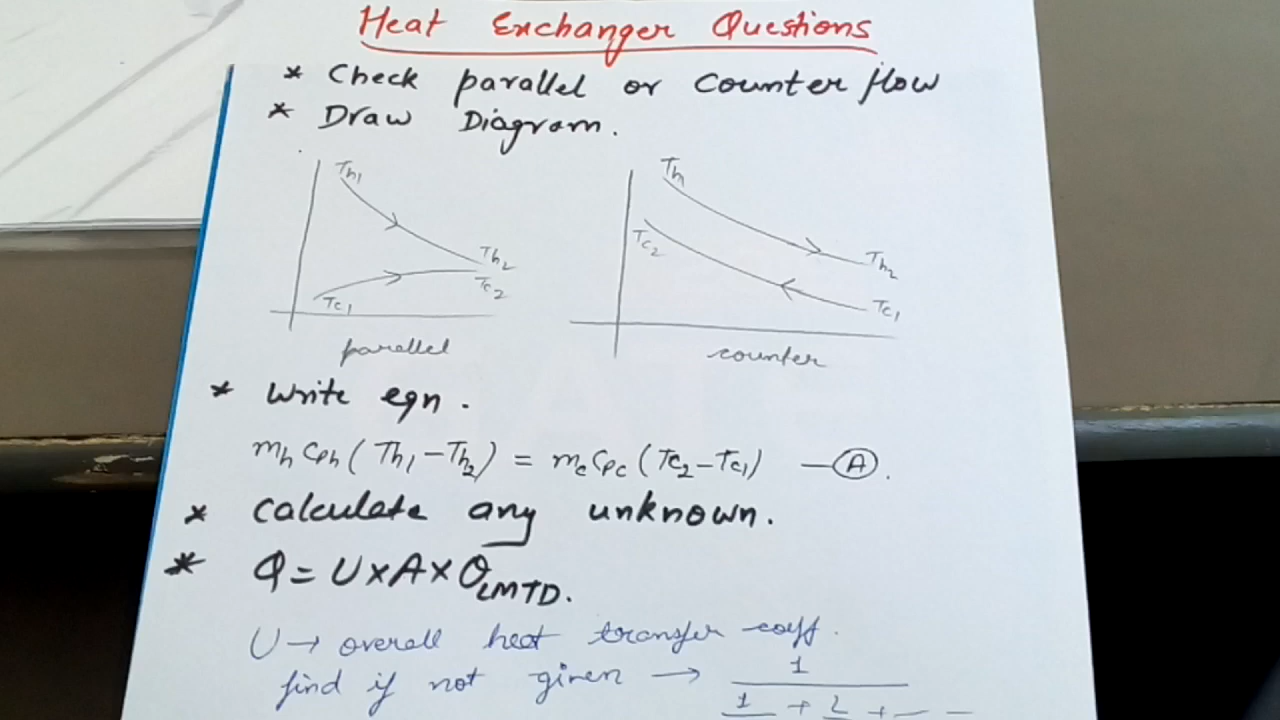 Heat Exchanger Questions
* Check parallel or Counter flow
* Draw Diagram.
Th1
Th2
Tc2
Tc1
parallel
Th1
Tc2
Th2
Tc1
counter
* Write eqn.
mh Cph (Th1 - Th2) = mc Cpc (Tc2 - Tc1) — A.
* Calculate any unknown.
* Q = U x A x θLMTD.
U → overall heat transfer coeff.
find if not given → 1
1 + L + - - -